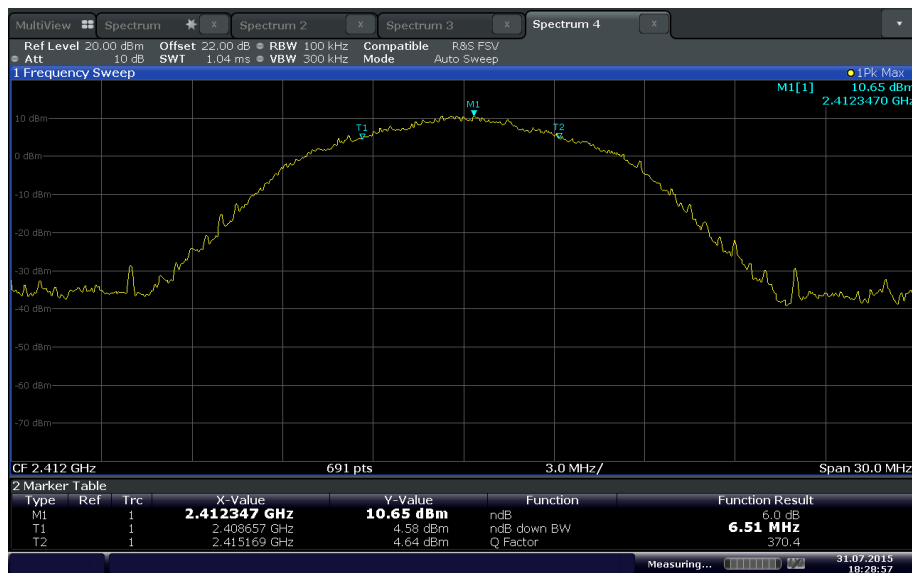 MultiView Spectrum x Spectrum 2 x Spectrum 3 x Spectrum 4 x
Ref Level 20.00 dBm Offset 22.00 dB RBW 100 kHz Compatible R&S FSV
Att 10 dB SWT 1.04 ms VBW 300 kHz Mode Auto Sweep
1 Frequency Sweep 1Pk Max
M1[1] 10.65 dBm
2.4123470 GHz
M1
10 dBm
T1 T2
0 dBm
-10 dBm
-20 dBm
-30 dBm
-40 dBm
-50 dBm
-60 dBm
-70 dBm
CF 2.412 GHz 691 pts 3.0 MHz/ Span 30.0 MHz
2 Marker Table
Type Ref Trc X-Value Y-Value Function Function Result
M1 1 2.412347 GHz 10.65 dBm ndB 6.0 dB
T1 1 2.408657 GHz 4.58 dBm ndB down BW 6.51 MHz
T2 1 2.415169 GHz 4.64 dBm Q Factor 370.4
Measuring... 31.07.2015
18:28:57